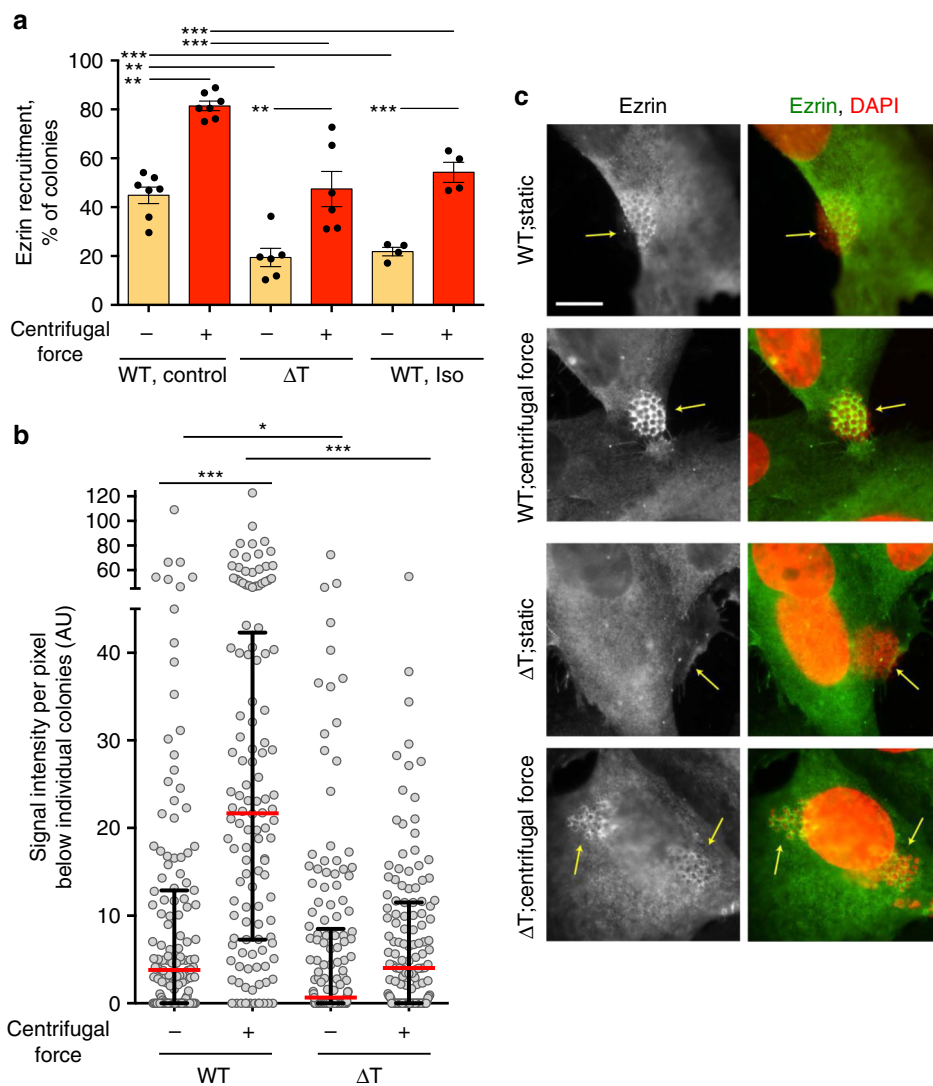 a
***
***
***
**
**
**
***
100
80
60
40
20
0
Ezrin recruitment,
% of colonies
Centrifugal
force
– + – + – +
WT, control ΔT WT, Iso
b
*
***
***
120
100
80
60
40
30
20
10
0
Signal intensity per pixel
below individual colonies (AU)
Centrifugal
force
– + – +
WT ΔT
c
Ezrin Ezrin, DAPI
WT;static
WT;centrifugal force
ΔT;static
ΔT;centrifugal force